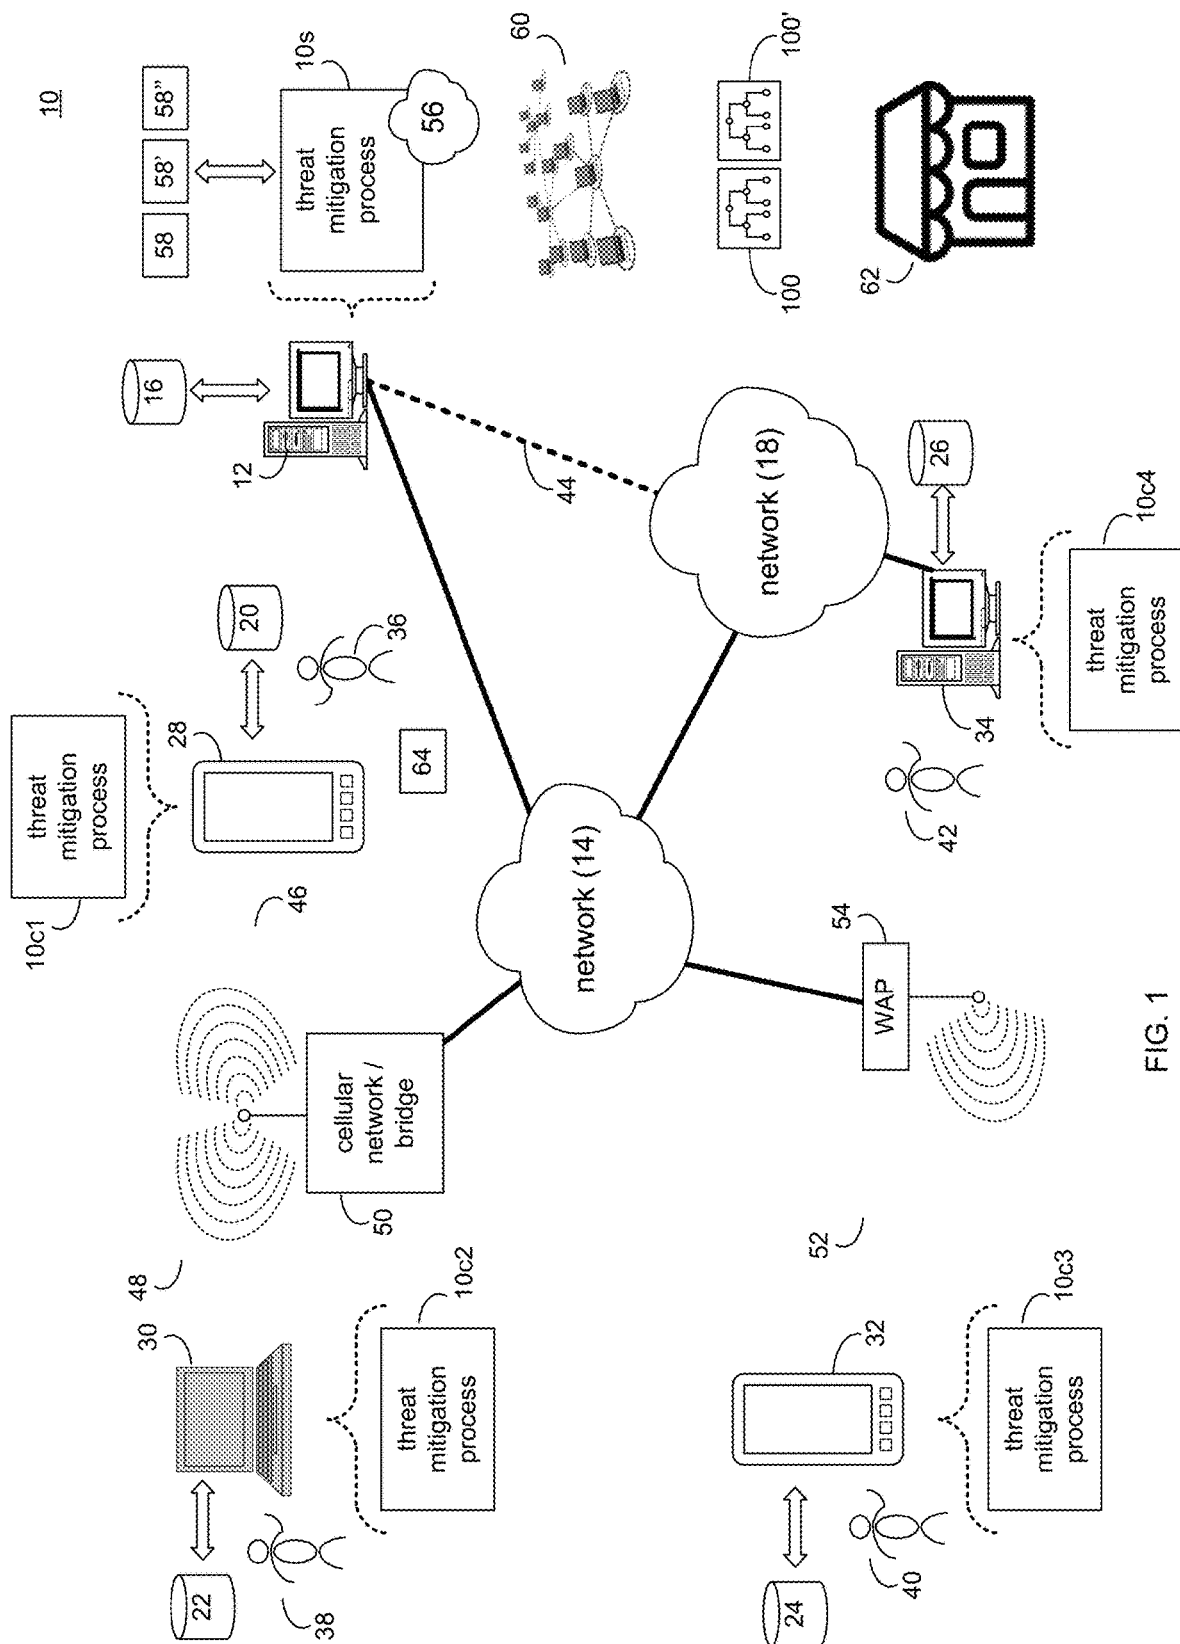 10
58
58'
58"
10s
threat
mitigation
process
56
60
100
100'
62
16
12
44
network (18)
26
34
42
10c4
threat
mitigation
process
10c1
threat
mitigation
process
28
20
36
64
46
network (14)
54
WAP
52
48
50
cellular
network /
bridge
30
22
38
10c2
threat
mitigation
process
32
24
40
10c3
threat
mitigation
process
FIG. 1